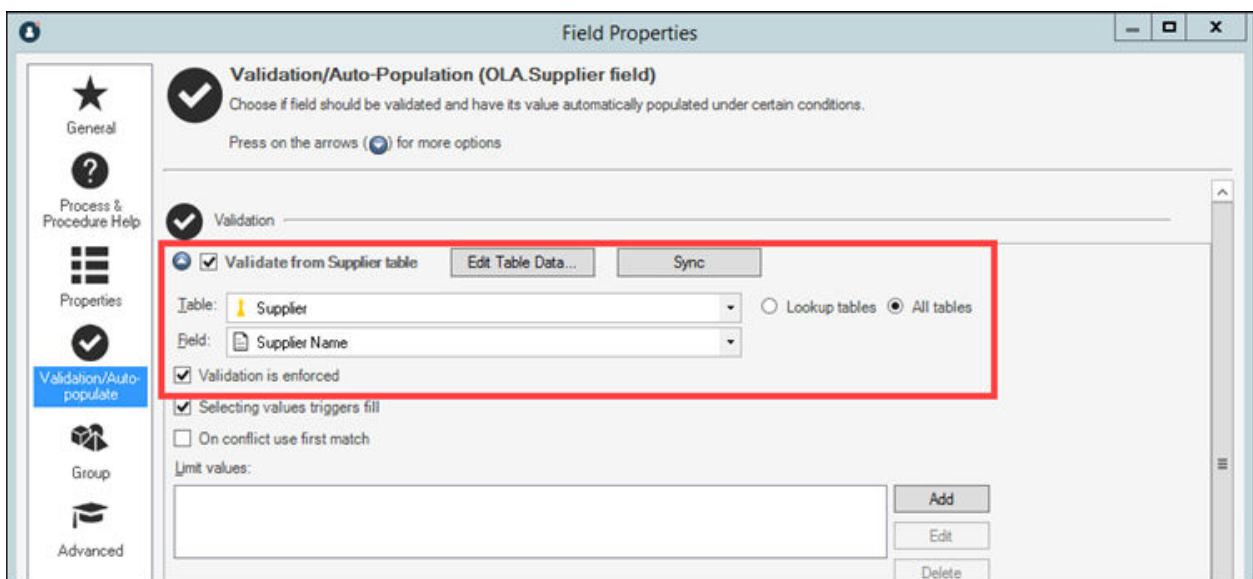 Field Properties
General
Process &
Procedure Help
Properties
Validation/Auto-
populate
Group
Advanced
Validation/Auto-Population (OLA.Supplier field)
Choose if field should be validated and have its value automatically populated under certain conditions.
Press on the arrows ( ) for more options
Validation
Validate from Supplier table Edit Table Data... Sync
Table: Supplier Lookup tables All tables
Field: Supplier Name
Validation is enforced
Selecting values triggers fill
On conflict use first match
Limit values:
Add
Edit
Delete